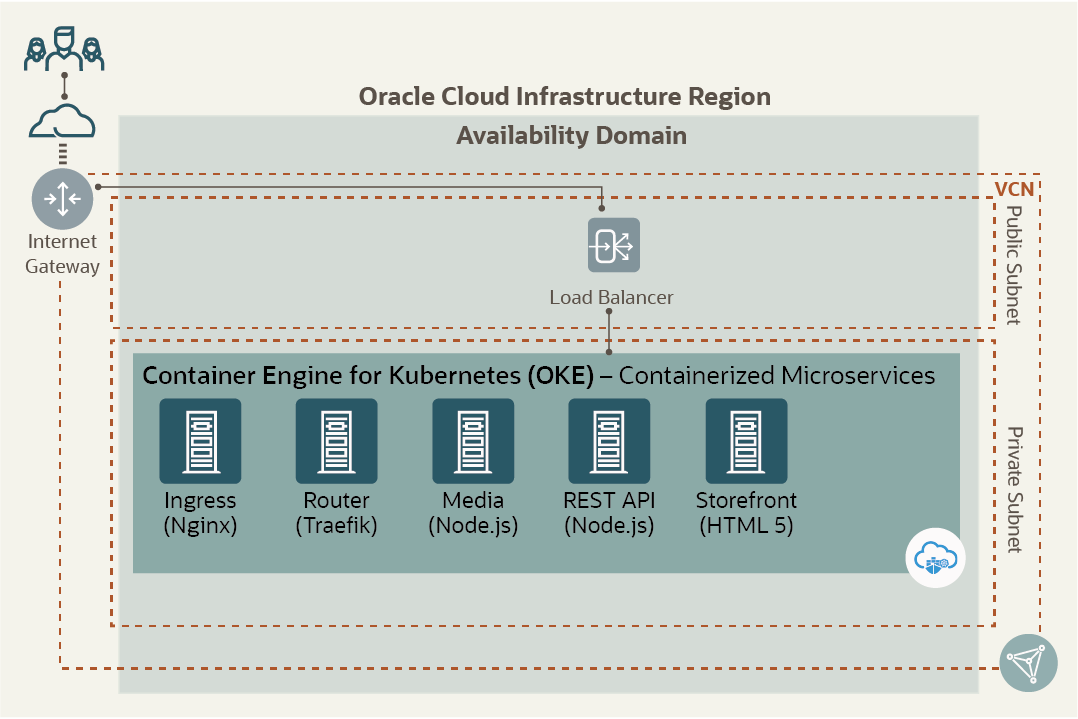 Oracle Cloud Infrastructure Region
Availability Domain
VCN
Internet
Gateway
Public Subnet
Load Balancer
Container Engine for Kubernetes (OKE) – Containerized Microservices
Ingress
(Nginx)
Router
(Traefik)
Media
(Node.js)
REST API
(Node.js)
Storefront
(HTML 5)
Private Subnet